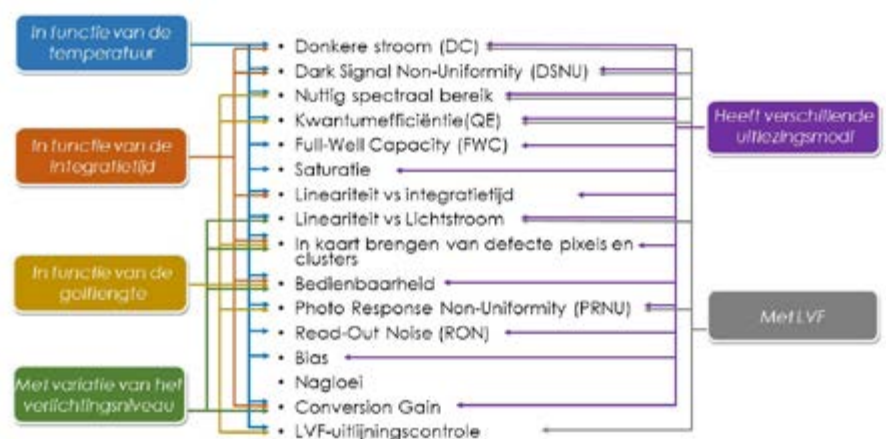 In functie van de
temperatuur
In functie van de
integratietijd
In functie van de
golflengte
Met variatie van het
verlichtingsniveau
• Donkere stroom (DC)
• Dark Signal Non-Uniformity (DSNU)
• Nuttig spectraal bereik
• Kwantumefficiëntie(QE)
• Full-Well Capacity (FWC)
• Saturatie
• Lineariteit vs integratietijd
• Lineariteit vs Lichtstroom
• In kaart brengen van defecte pixels en
clusters
• Bedienbaarheid
• Photo Response Non-Uniformity (PRNU)
• Read-Out Noise (RON)
• Bias
• Nagloei
• Conversion Gain
• LVF-uitlijningscontrole
Heeft verschillende
uitlezingsmodi
Met LVF